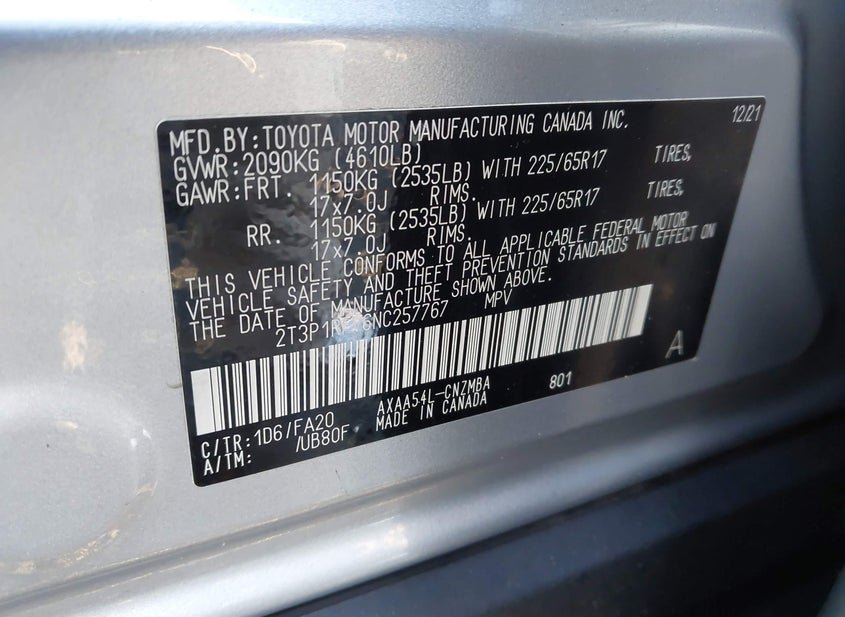 12/21
MFD.BY:TOYOTA MOTOR MANUFACTURING CANADA INC.
GVWR:2090KG (4610LB)
GAWR:FRT. 1150KG (2535LB) WITH 225/65R17 TIRES,
17x7.0J RIMS.
RR. 1150KG (2535LB) WITH 225/65R17 TIRES,
17x7.0J RIMS.
THIS VEHICLE CONFORMS TO ALL APPLICABLE FEDERAL MOTOR
VEHICLE SAFETY AND THEFT PREVENTION STANDARDS IN EFFECT ON
THE DATE OF MANUFACTURE SHOWN ABOVE.
MPV
A
C/TR:1D6/FA20 AXAA54L-CNZMBA 801
A/TM: /UB80F MADE IN CANADA